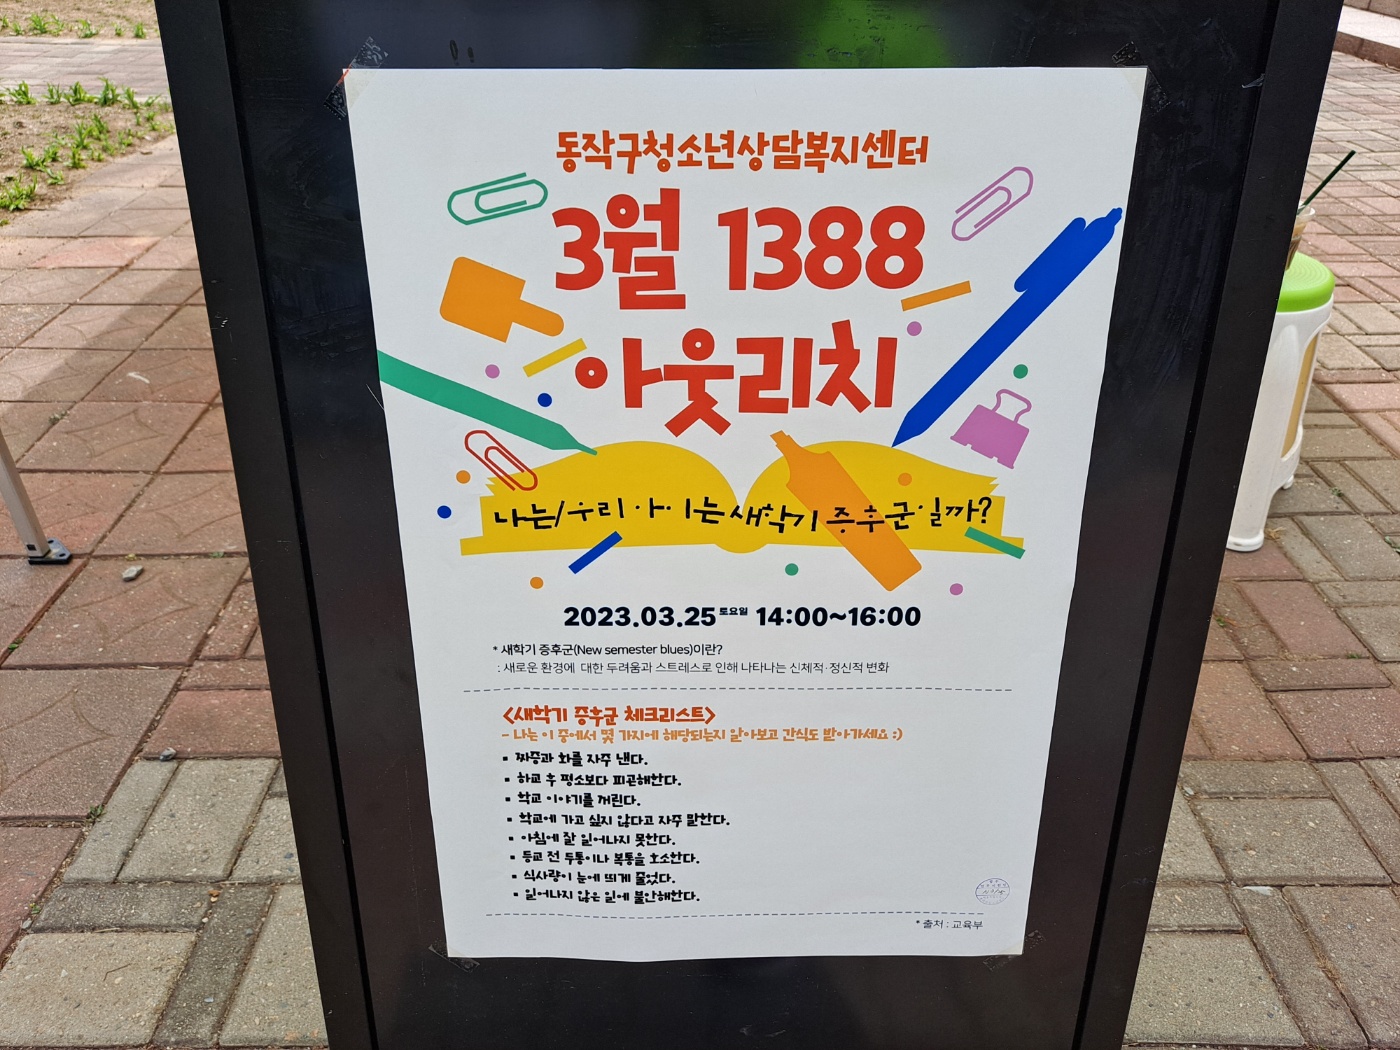 동작구청소년상담복지센터
3월 1388
아웃리치
나는/우리 아이는 새학기 증후군일까?
2023.03.25 토요일 14:00~16:00
* 새학기 증후군(New semester blues)이란?
: 새로운 환경에 대한 두려움과 스트레스로 인해 나타나는 신체적·정신적 변화
<새학기 증후군 체크리스트>
- 나는 이 중에서 몇 가지에 해당되는지 알아보고 간식도 받아가세요 :)
▪ 짜증과 화를 자주 낸다.
▪ 하교 후 평소보다 피곤해한다.
▪ 학교 이야기를 꺼린다.
▪ 학교에 가고 싶지 않다고 자주 말한다.
▪ 아침에 잘 일어나지 못한다.
▪ 등교 전 두통이나 복통을 호소한다.
▪ 식사량이 눈에 띄게 줄었다.
▪ 일어나지 않은 일에 불안해한다.
* 출처 : 교육부